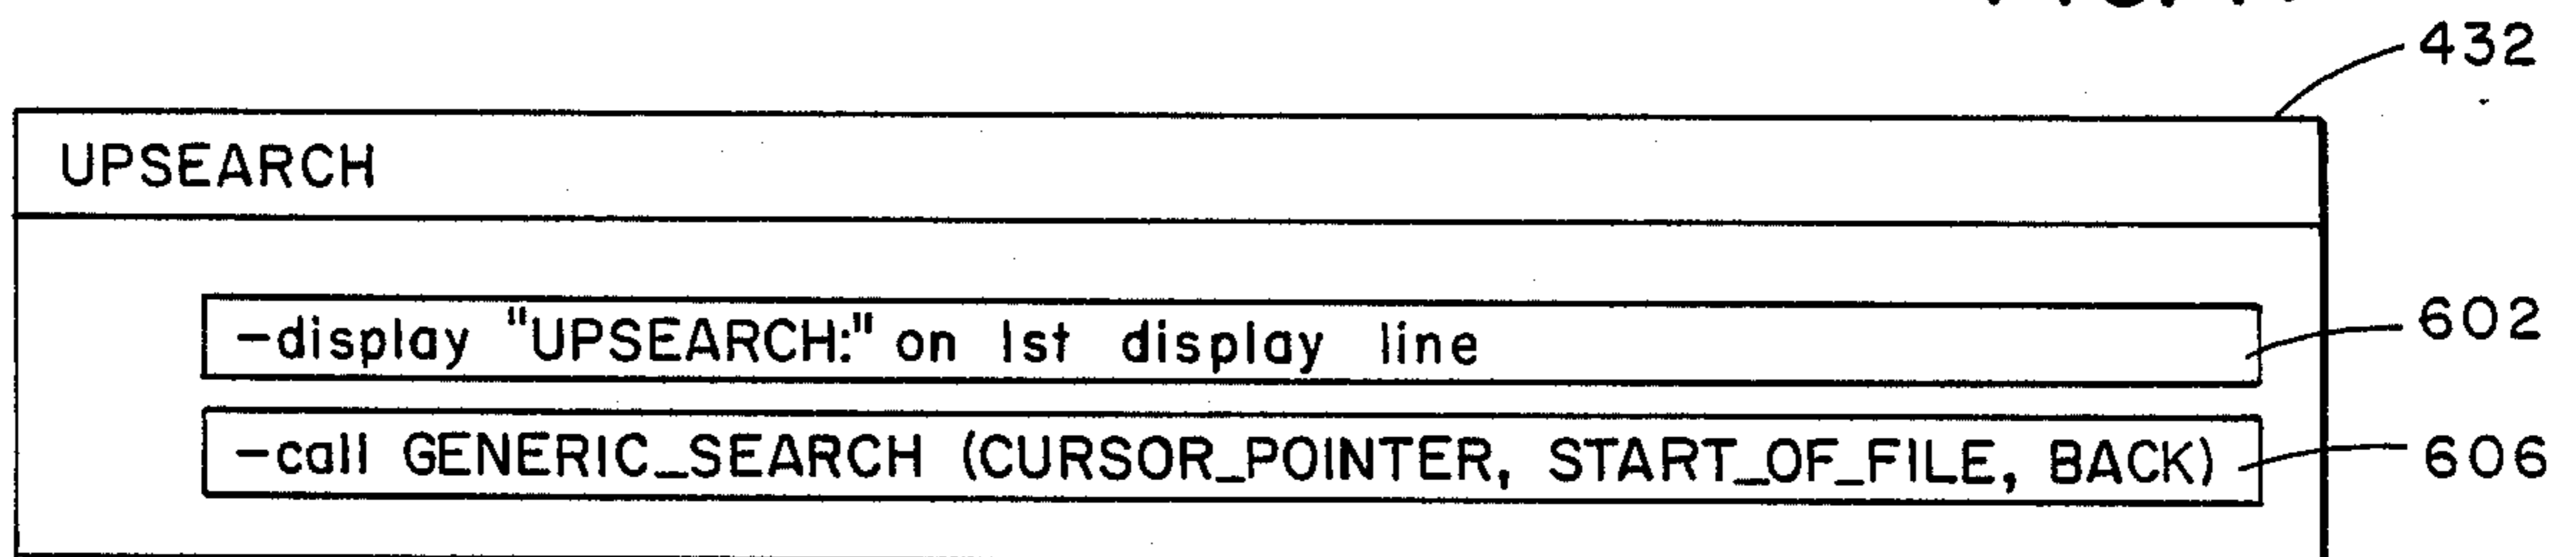 432
UPSEARCH
-display "UPSEARCH:" on 1st display line
602
-call GENERIC_SEARCH (CURSOR_POINTER, START_OF_FILE, BACK)
606